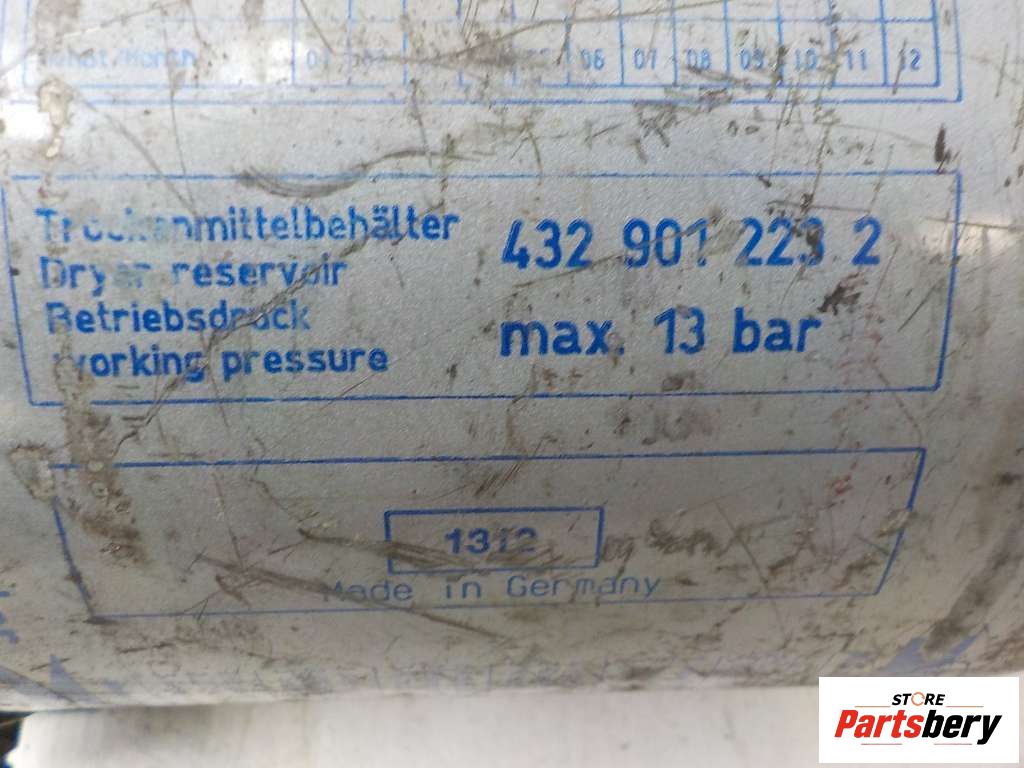 06 07 08 09 10 11 12
Trockenmittelbehälter
Dryer reservoir
Betriebsdruck
working pressure
432 901 223 2
max. 13 bar
1312
Made in Germany
STORE
Partsbery